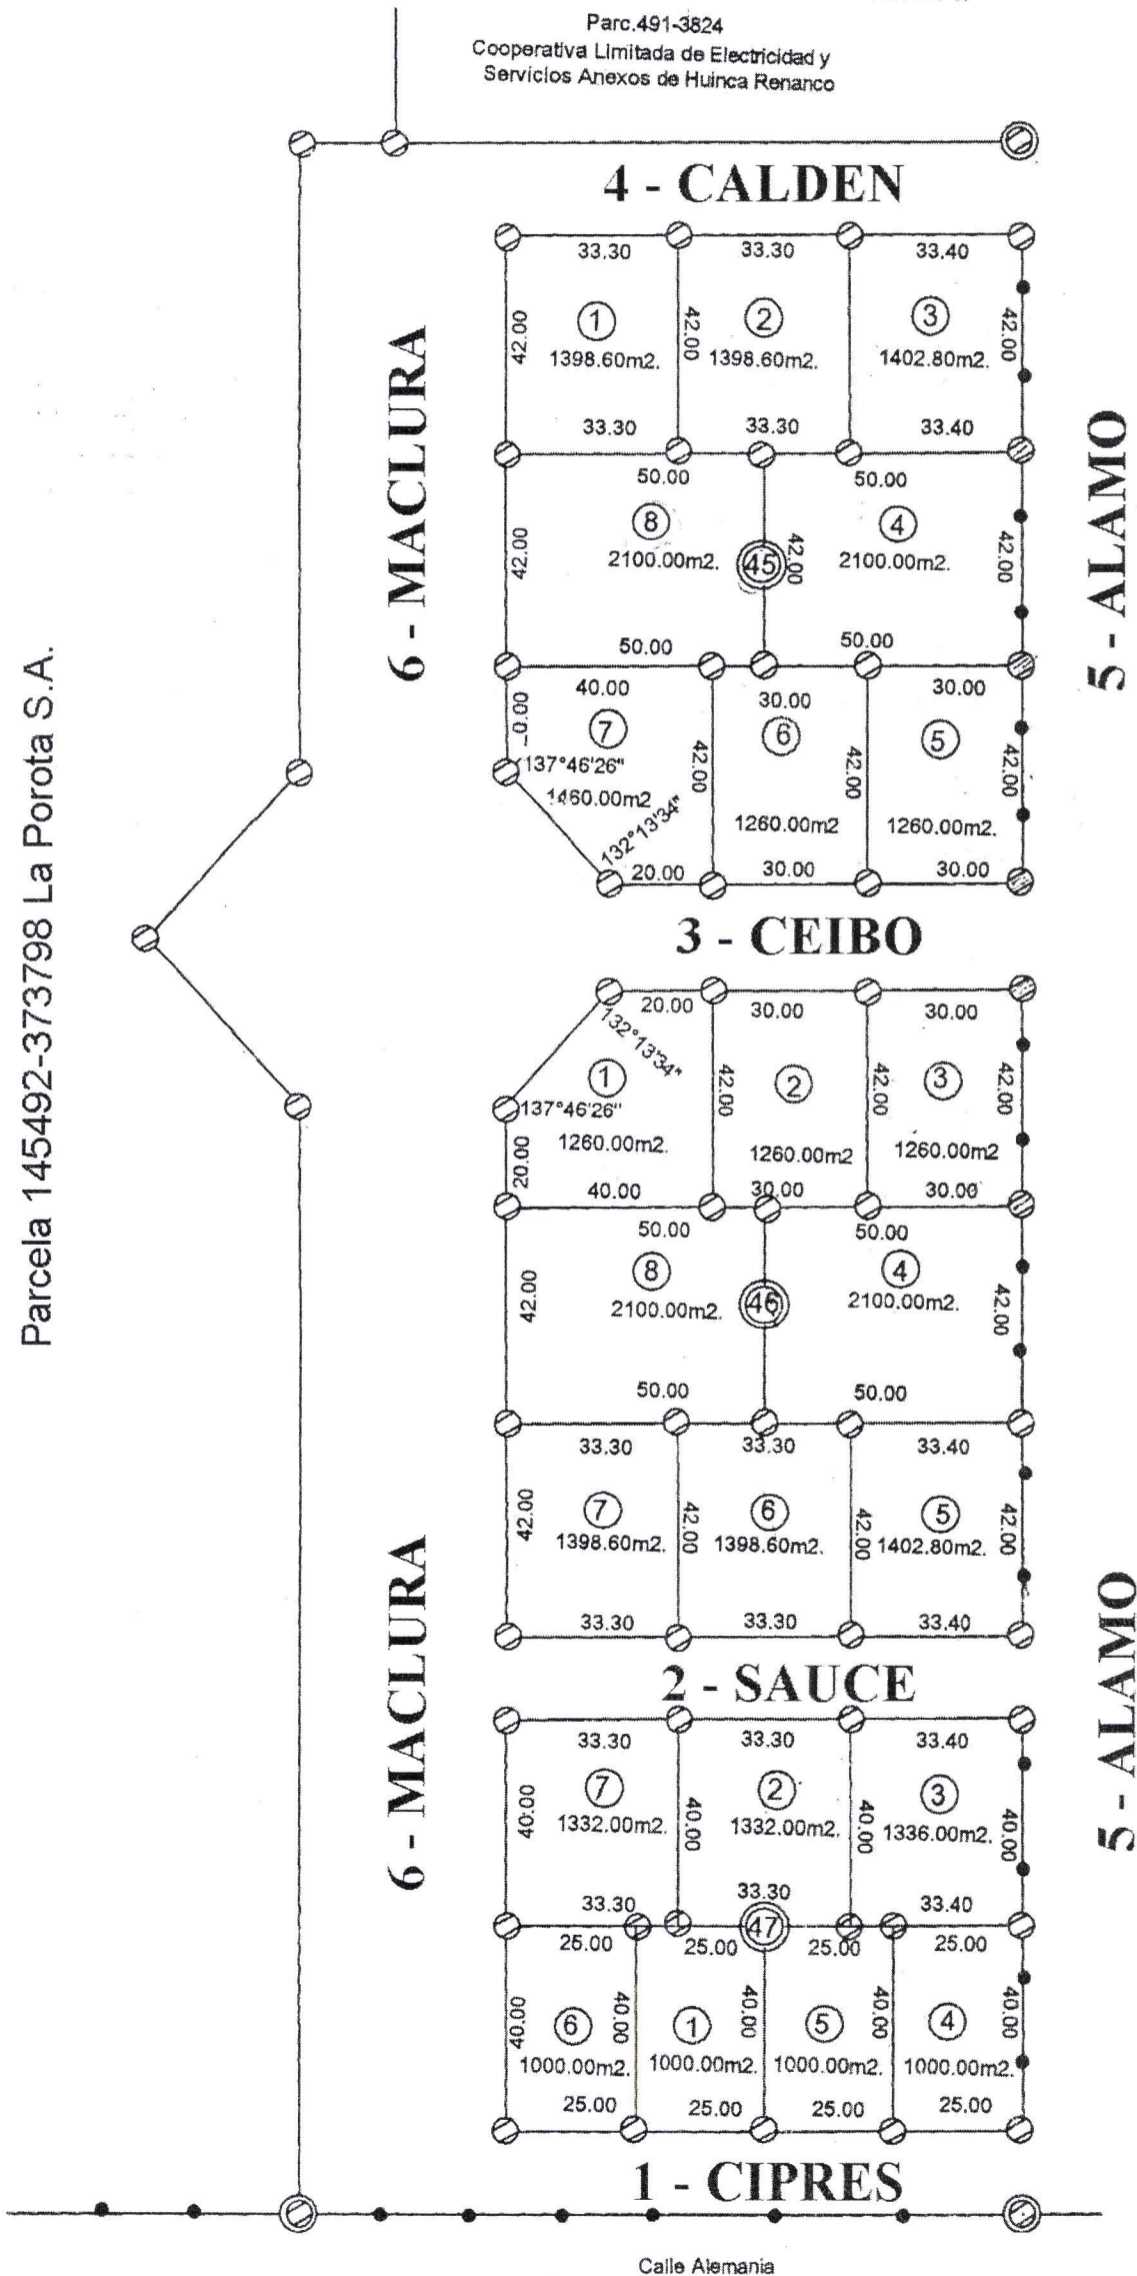 Parc.491-3824
Cooperativa Limitada de Electricidad y
Servicios Anexos de Huinca Renanco
4 - CALDEN
33.30 33.30 33.40
42.00 1 42.00 2 3 42.00
1398.60m2. 1398.60m2. 1402.80m2.
33.30 33.30 33.40
6 - MACLURA
5 - ALAMO
50.00 50.00
8 4
42.00 2100.00m2. 45 42.00 2100.00m2. 42.00
50.00 50.00
40.00 30.00 30.00
0.00 7 42.00 6 42.00 5 42.00
137°46'26"
1460.00m2 1260.00m2 1260.00m2.
132°13'34"
20.00 30.00 30.00
3 - CEIBO
Parcela 145492-373798 La Porota S.A.
20.00 30.00 30.00
132°13'34"
1 42.00 2 42.00 3 42.00
137°46'26"
20.00 1260.00m2. 1260.00m2 1260.00m2
40.00 30.00 30.00
50.00 50.00
8 4
42.00 2100.00m2. 46 2100.00m2. 42.00
50.00 50.00
33.30 33.30 33.40
42.00 7 42.00 6 42.00 5 42.00
1398.60m2. 1398.60m2. 1402.80m2.
33.30 33.30 33.40
6 - MACLURA
5 - ALAMO
2 - SAUCE
33.30 33.30 33.40
40.00 7 40.00 2 40.00 3 40.00
1332.00m2. 1332.00m2. 1336.00m2.
33.30 33.30 33.40
47
25.00 25.00 25.00 25.00
40.00 6 40.00 1 40.00 5 40.00 4 40.00
1000.00m2. 1000.00m2. 1000.00m2. 1000.00m2.
25.00 25.00 25.00 25.00
1 - CIPRES
Calle Alemania